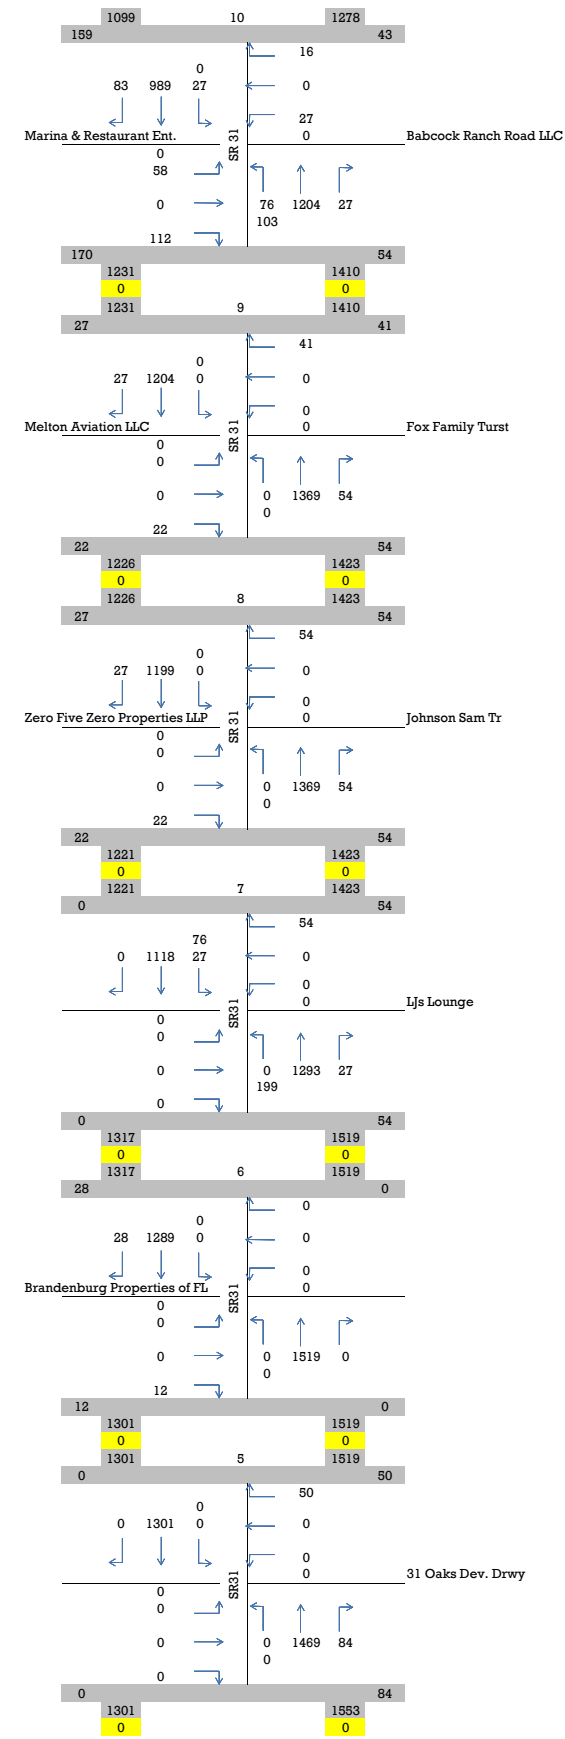 1099 10 1278
159 43
16
0
83 989 27 0
27
Marina & Restaurant Ent. 0 Babcock Ranch Road LLC
SR 31
0
58
0 76 1204 27
103
112
170 54
1231 1410
0 0
1231 9 1410
27 41
41
0
27 1204 0 0
0
Melton Aviation LLC 0 Fox Family Turst
SR 31
0
0
0 0 1369 54
0
22
22 54
1226 1423
0 0
1226 8 1423
27 54
54
0
27 1199 0 0
0
Zero Five Zero Properties LLP 0 Johnson Sam Tr
SR 31
0
0
0 0 1369 54
0
22
22 54
1221 1423
0 0
1221 7 1423
0 54
54
76
0 1118 27 0
0
0 LJs Lounge
SR31
0
0
0 0 1293 27
199
0
0 54
1317 1519
0 0
1317 6 1519
28 0
0
0
28 1289 0 0
0
Brandenburg Properties of FL 0
SR31
0
0
0 0 1519 0
0
12
12 0
1301 1519
0 0
1301 5 1519
0 50
50
0
0 1301 0 0
0
0 31 Oaks Dev. Drwy
SR31
0
0
0 0 1469 84
0
0
0 84
1301 1553
0 0